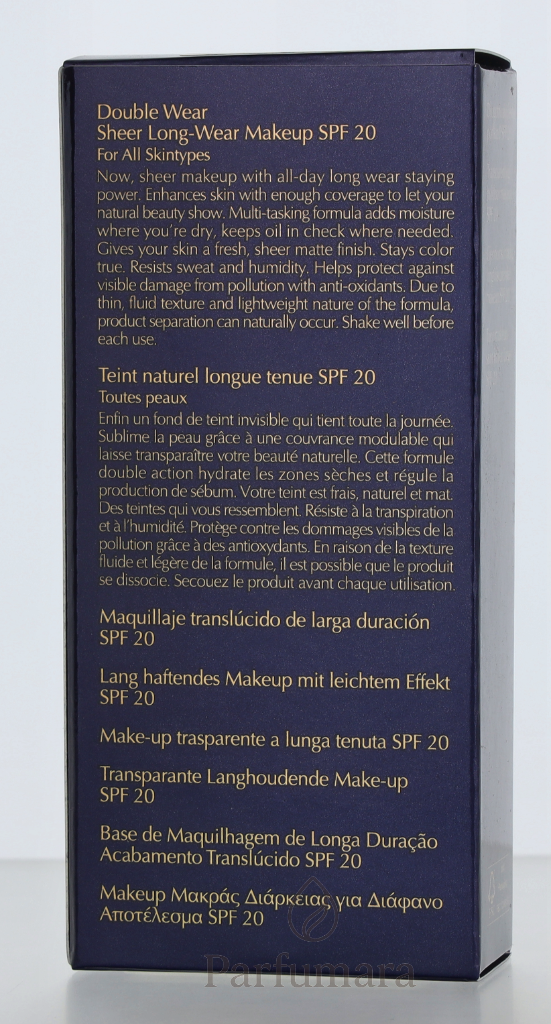 Double Wear
Sheer Long-Wear Makeup SPF 20
For All Skintypes
Now, sheer makeup with all-day long wear staying
power. Enhances skin with enough coverage to let your
natural beauty show. Multi-tasking formula adds moisture
where you're dry, keeps oil in check where needed.
Gives your skin a fresh, sheer matte finish. Stays color
true. Resists sweat and humidity. Helps protect against
visible damage from pollution with anti-oxidants. Due to
thin, fluid texture and lightweight nature of the formula,
product separation can naturally occur. Shake well before
each use.
Teint naturel longue tenue SPF 20
Toutes peaux
Enfin un fond de teint invisible qui tient toute la journée.
Sublime la peau grâce à une couvrance modulable qui
laisse transparaître votre beauté naturelle. Cette formule
double action hydrate les zones sèches et régule la
production de sébum. Votre teint est frais, naturel et mat.
Des teintes qui vous ressemblent. Résiste à la transpiration
et à l'humidité. Protège contre les dommages visibles de la
pollution grâce à des antioxydants. En raison de la texture
fluide et légère de la formule, il est possible que le produit
se dissocie. Secouez le produit avant chaque utilisation.
Maquillaje translúcido de larga duración
SPF 20
Lang haftendes Makeup mit leichtem Effekt
SPF 20
Make-up trasparente a lunga tenuta SPF 20
Transparante Langhoudende Make-up
SPF 20
Base de Maquilhagem de Longa Duração
Acabamento Translúcido SPF 20
Makeup Μακράς Διάρκειας για Διάφανο
Αποτέλεσμα SPF 20
Parfumara